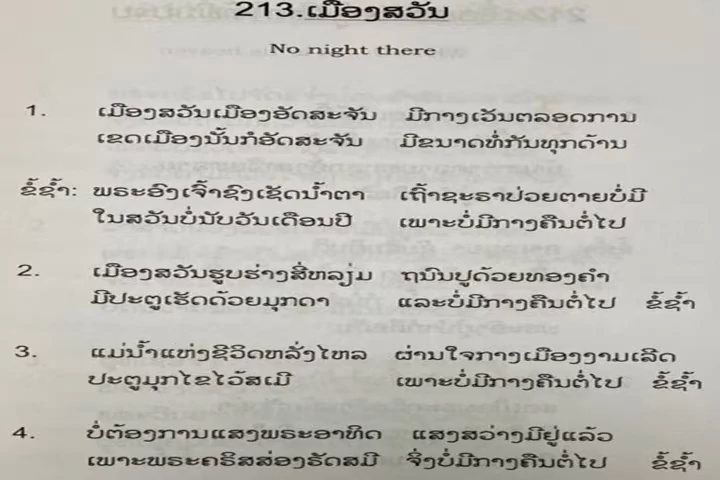 213.ເມືອງສວັນ
No night there
1. ເມືອງສວັນເມືອງອັດສະຈັນ ມີກາງເວັນຕລອດການ
ເຂດເມືອງນັ້ນກໍອັດສະຈັນ ມີຂນາດທໍ່ກັນທຸກດ້ານ
ຂໍ້ຊ້ຳ: ພຣະອົງເຈົ້າຊົງເຊັດນ້ຳຕາ ເຖົ້າຊະຣາປ່ວຍຕາຍບໍ່ມີ
ໃນສວັນບໍ່ນັບວັນເດືອນປີ ເພາະບໍ່ມີກາງຄືນຕໍ່ໄປ
2. ເມືອງສວັນຮູບຮ່າງສີ່ຫລຽ່ມ ຖນົນປູດ້ວຍທອງຄຳ
ມີປະຕູເຮັດດ້ວຍມຸກດາ ແລະບໍ່ມີກາງຄືນຕໍ່ໄປ ຂໍ້ຊ້ຳ
3. ແມ່ນ້ຳແຫ່ງຊີວິດຫລັ່ງໄຫລ ຜ່ານໃຈກາງເມືອງງາມເລີດ
ປະຕູມຸກໄຂໄວ້ສເມີ ເພາະບໍ່ມີກາງຄືນຕໍ່ໄປ ຂໍ້ຊ້ຳ
4. ບໍ່ຕ້ອງການແສງພຣະອາທິດ ແສງສວ່າງມີຢູ່ແລ້ວ
ເພາະພຣະຄຣິສສ່ອງຣັດສມີ ຈຶ່ງບໍ່ມີກາງຄືນຕໍ່ໄປ ຂໍ້ຊ້ຳ